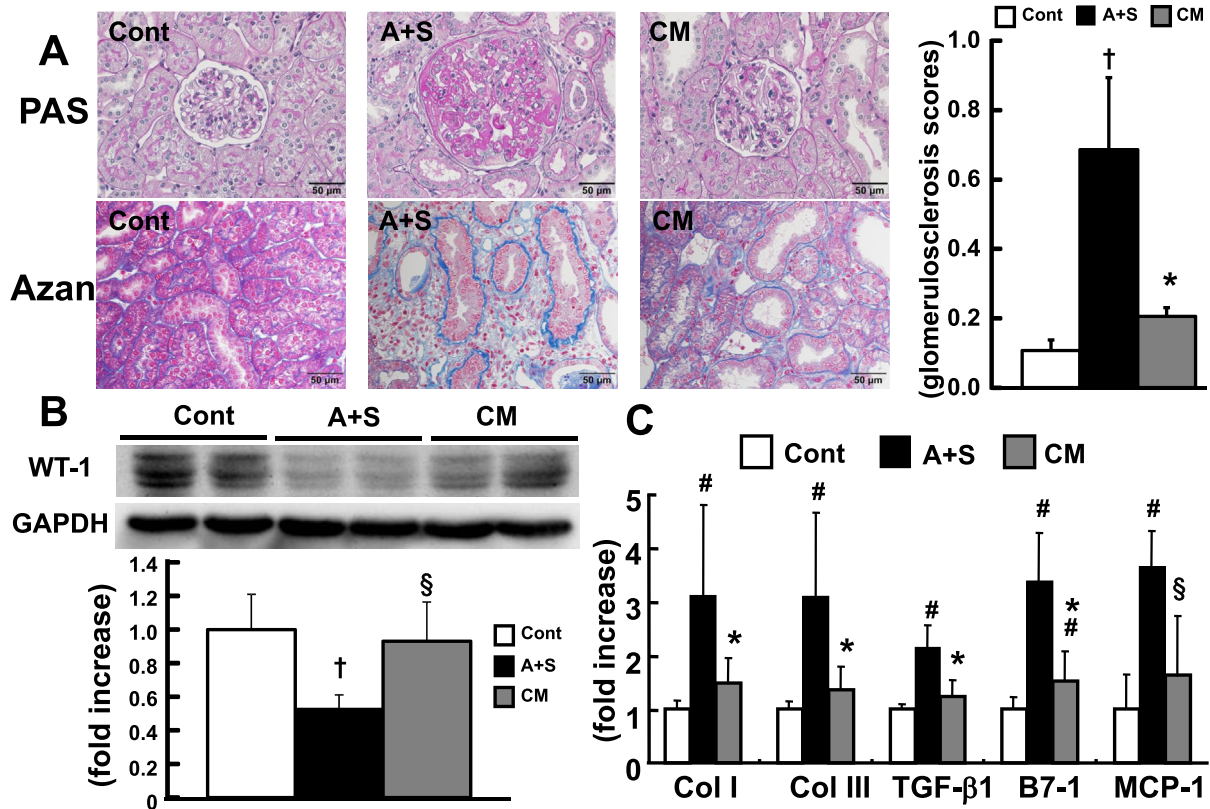 A
PAS
Cont
50 µm
A+S
50 µm
CM
50 µm
Azan
Cont
50 µm
A+S
50 µm
CM
50 µm
Cont A+S CM
(glomerulosclerosis scores)
1.0
0.8
0.6
0.4
0.2
0.0
†
*
B
Cont A+S CM
WT-1
GAPDH
(fold increase)
1.4
1.2
1.0
0.8
0.6
0.4
0.2
0
†
§
Cont
A+S
CM
C
Cont A+S CM
(fold increase)
5
4
3
2
1
0
# * # * # * # * # # §
Col I Col III TGF-β1 B7-1 MCP-1